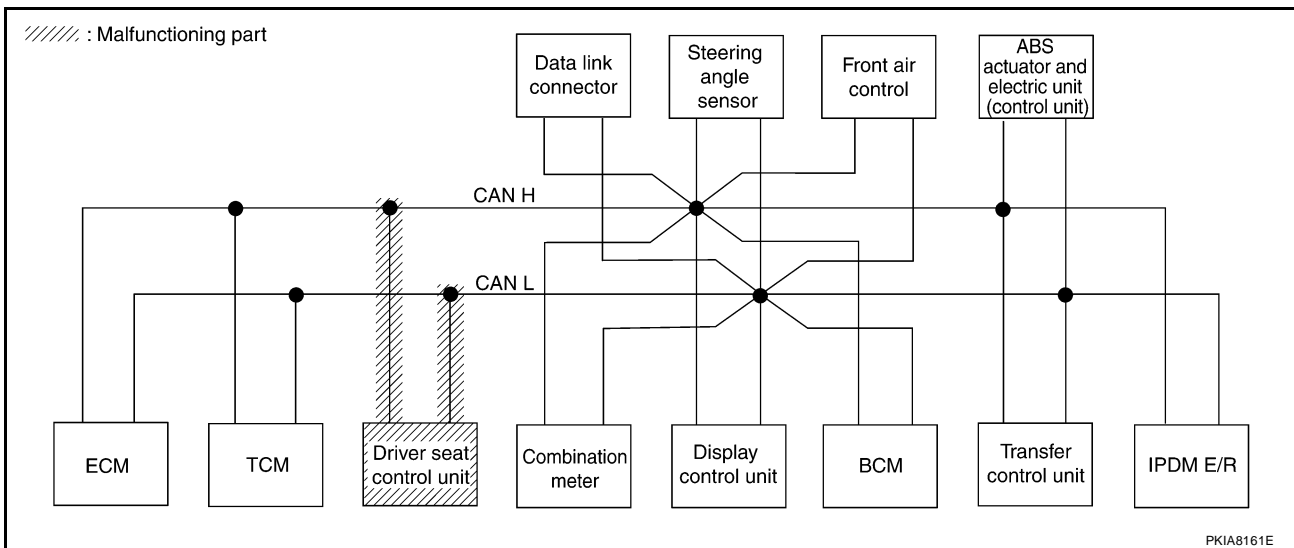 : Malfunctioning part
Data link
connector
Steering
angle
sensor
Front air
control
ABS
actuator and
electric unit
(control unit)
CAN H
CAN L
ECM
TCM
Driver seat
control unit
Combination
meter
Display
control unit
BCM
Transfer
control unit
IPDM E/R
PKIA8161E